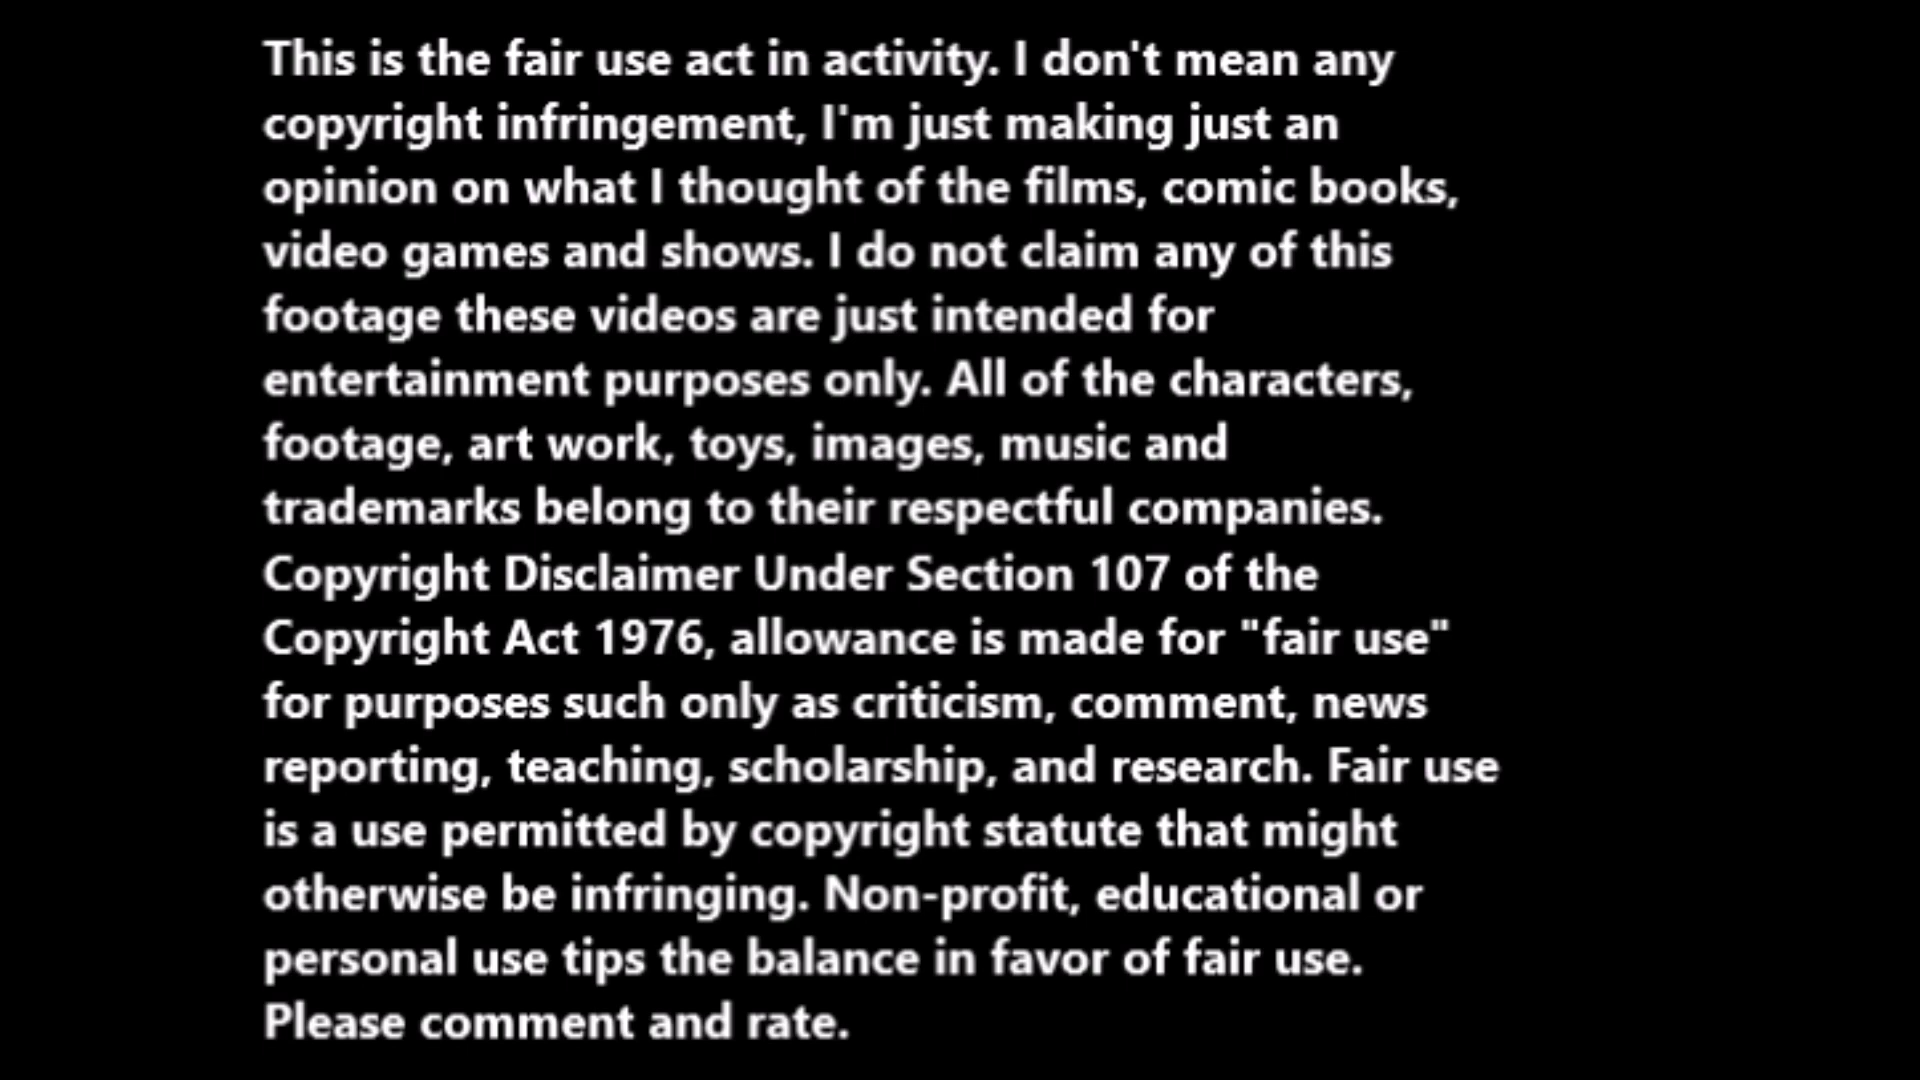 This is the fair use act in activity. I don't mean any
copyright infringement, I'm just making just an
opinion on what I thought of the films, comic books,
video games and shows. I do not claim any of this
footage these videos are just intended for
entertainment purposes only. All of the characters,
footage, art work, toys, images, music and
trademarks belong to their respectful companies.
Copyright Disclaimer Under Section 107 of the
Copyright Act 1976, allowance is made for "fair use"
for purposes such only as criticism, comment, news
reporting, teaching, scholarship, and research. Fair use
is a use permitted by copyright statute that might
otherwise be infringing. Non-profit, educational or
personal use tips the balance in favor of fair use.
Please comment and rate.